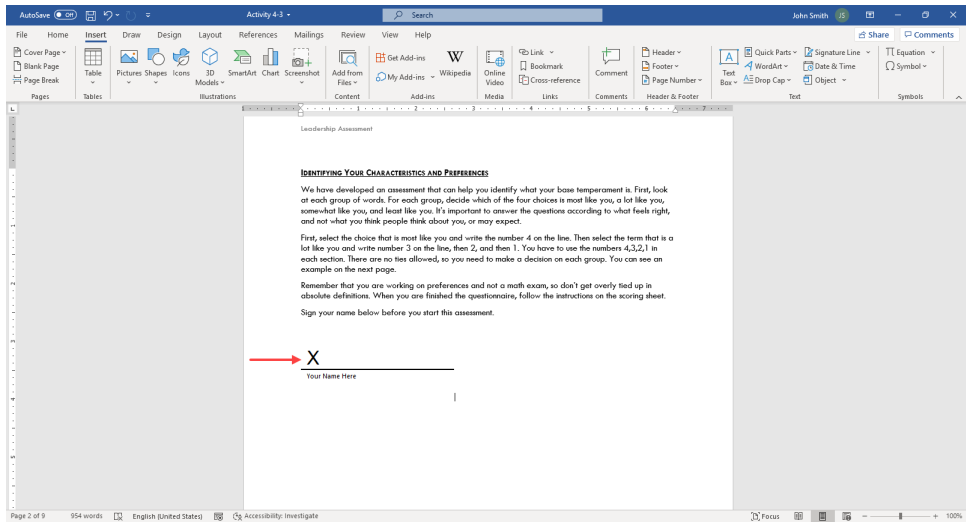 AutoSave Off Activity 4-3 Search John Smith JS
File Home Insert Draw Design Layout References Mailings Review View Help Share Comments
Cover Page
Blank Page
Page Break
Pages
Table
Tables
Pictures Shapes Icons 3D Models SmartArt Chart Screenshot
Illustrations
Add from Files
Content
Get Add-ins
My Add-ins
Wikipedia
Add-ins
Online Video
Media
Link
Bookmark
Cross-reference
Links
Comment
Comments
Header
Footer
Page Number
Header & Footer
Text Box
Quick Parts
WordArt
Drop Cap
Signature Line
Date & Time
Object
Text
Equation
Symbol
Symbols
Leadership Assessment
IDENTIFYING YOUR CHARACTERISTICS AND PREFERENCES
We have developed an assessment that can help you identify what your base temperament is. First, look
at each group of words. For each group, decide which of the four choices is most like you, a lot like you,
somewhat like you, and least like you. It's important to answer the questions according to what feels right,
and not what you think people think about you, or may expect.
First, select the choice that is most like you and write the number 4 on the line. Then select the term that is a
lot like you and write number 3 on the line, then 2, and then 1. You have to use the numbers 4,3,2,1 in
each section. There are no ties allowed, so you need to make a decision on each group. You can see an
example on the next page.
Remember that you are working on preferences and not a math exam, so don't get overly tied up in
absolute definitions. When you are finished the questionnaire, follow the instructions on the scoring sheet.
Sign your name below before you start this assessment.
X
Your Name Here
Page 2 of 9 954 words English (United States) Accessibility: Investigate Focus 100%